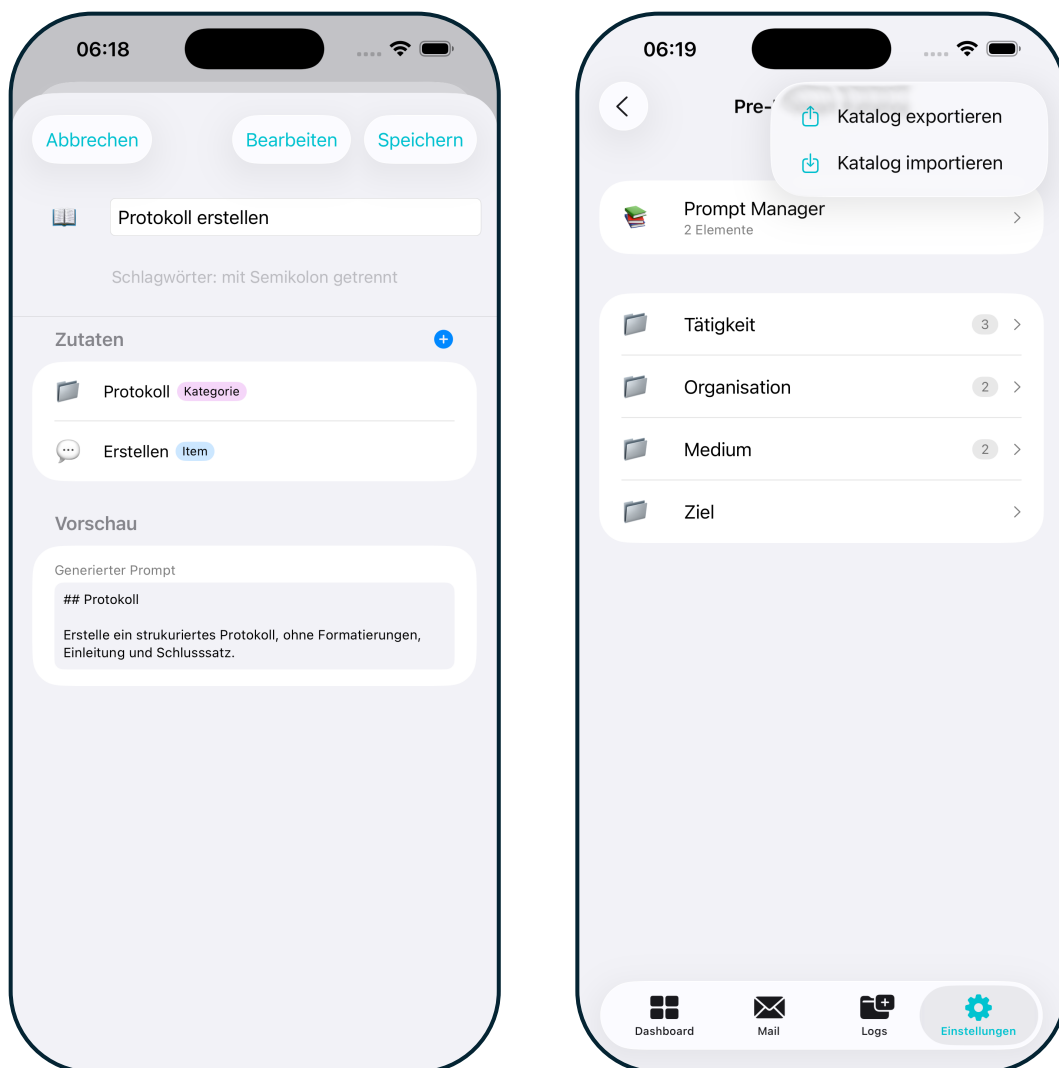 06:18
Abbrechen
Bearbeiten
Speichern
Protokoll erstellen
Schlagwörter: mit Semikolon getrennt
Zutaten
Protokoll Kategorie
Erstellen Item
Vorschau
Generierter Prompt
## Protokoll
Erstelle ein strukuriertes Protokoll, ohne Formatierungen,
Einleitung und Schlusssatz.
06:19
Pre-
Katalog exportieren
Katalog importieren
Prompt Manager
2 Elemente
Tätigkeit 3
Organisation 2
Medium 2
Ziel
Dashboard
Mail
Logs
Einstellungen